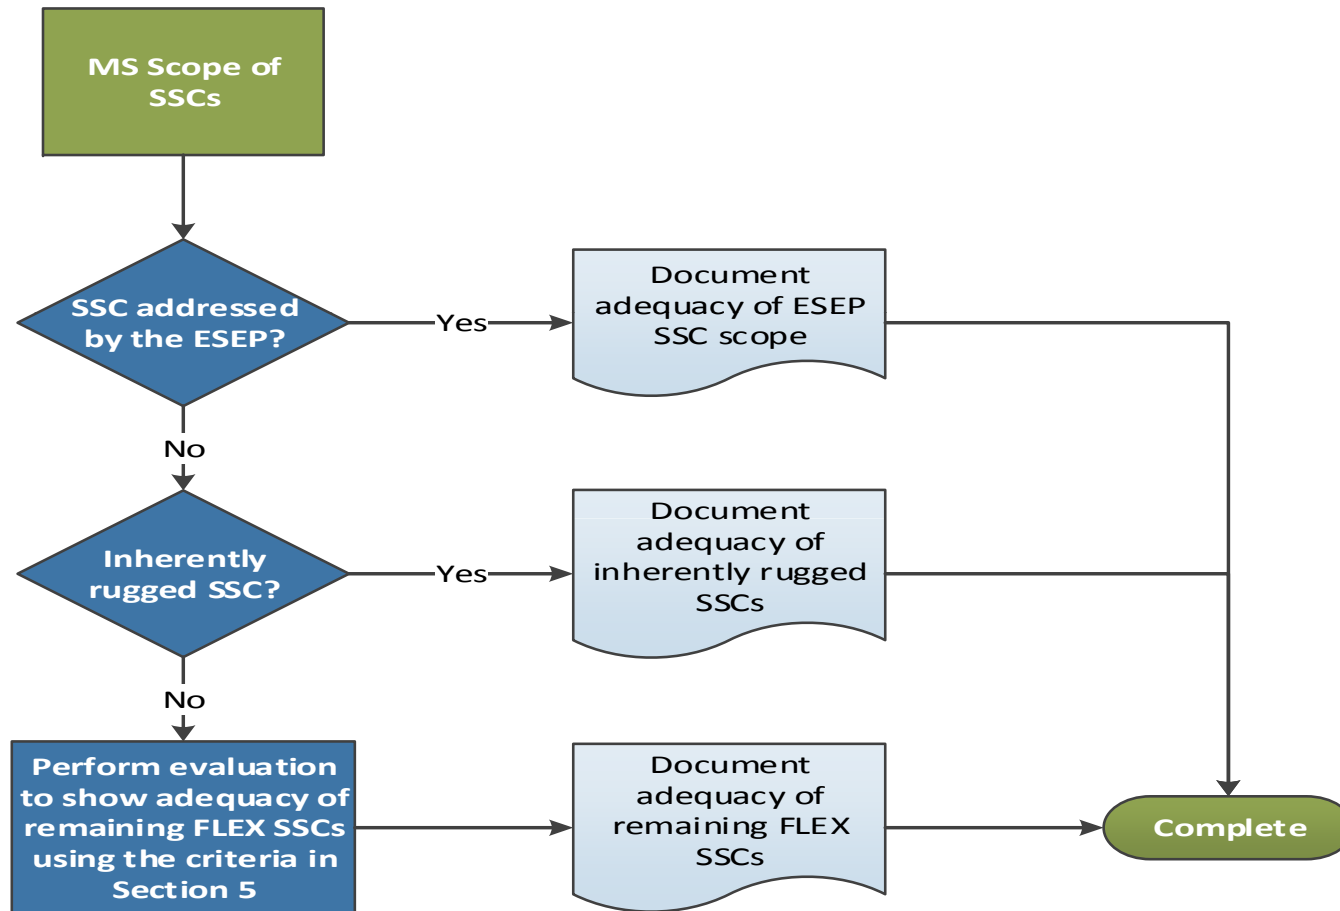 MS Scope of
SSCs
SSC addressed
by the ESEP?
Yes
Document
adequacy of ESEP
SSC scope
No
Inherently
rugged SSC?
Yes
Document
adequacy of
inherently rugged
SSCs
No
Perform evaluation
to show adequacy of
remaining FLEX SSCs
using the criteria in
Section 5
Document
adequacy of
remaining FLEX
SSCs
Complete